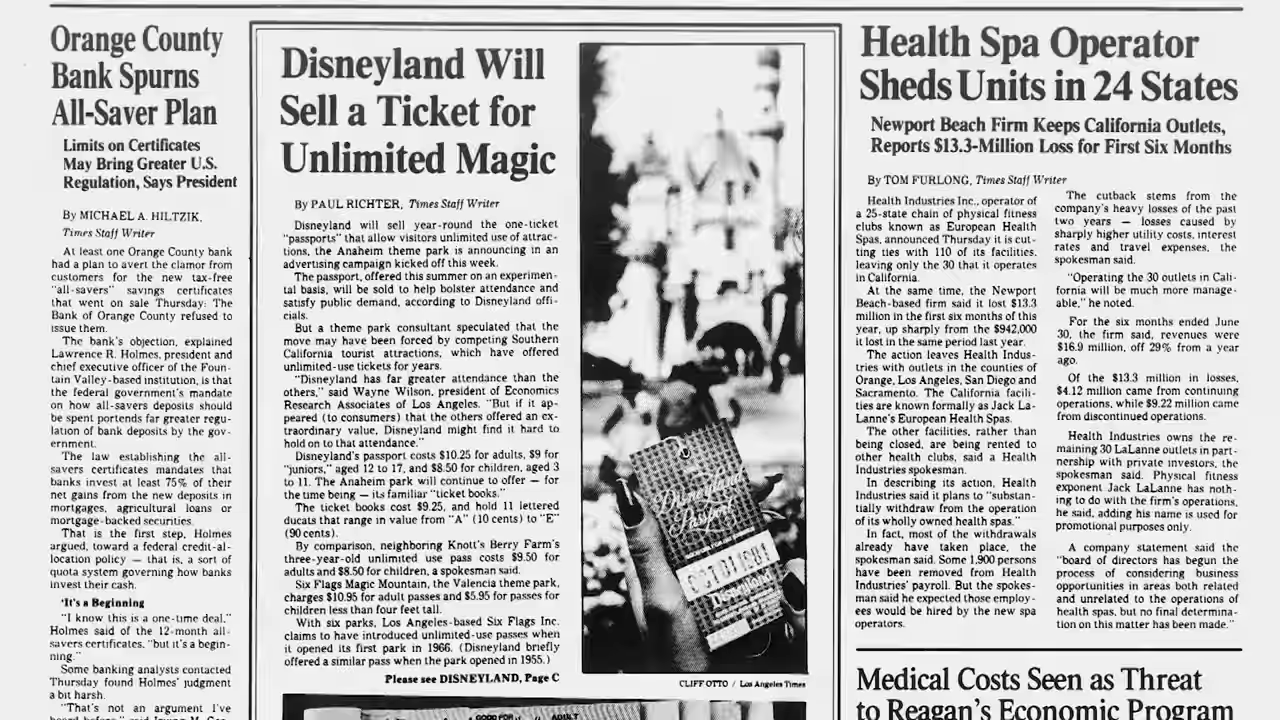 Orange County
Bank Spurns
All-Saver Plan
Limits on Certificates
May Bring Greater U.S.
Regulation, Says President
By MICHAEL A. HILTZIK,
Times Staff Writer
At least one Orange County bank
had a plan to avert the clamor from
customers for the new tax-free
"all-savers" savings certificates
that went on sale Thursday: The
Bank of Orange County refused to
issue them.
The bank's objection, explained
Lawrence R. Holmes, president and
chief executive officer of the Foun-
tain Valley-based institution, is that
the federal government's mandate
on how all-savers deposits should
be spent portends far greater regu-
lation of bank deposits by the gov-
ernment.
The law establishing the all-
savers certificates mandates that
banks invest at least 75% of their
net gains from the new deposits in
mortgages, agricultural loans or
mortgage-backed securities.
That is the first step, Holmes
argued, toward a federal credit-al-
location policy — that is, a sort of
quota system governing how banks
invest their cash.
'It's a Beginning
"I know this is a one-time deal,"
Holmes said of the 12-month all-
savers certificates, "but it's a begin-
ning."
Some banking analysts contacted
Thursday found Holmes' judgment
a bit harsh.
"That's not an argument I've
Disneyland Will
Sell a Ticket for
Unlimited Magic
By PAUL RICHTER, Times Staff Writer
Disneyland will sell year-round the one-ticket
"passports" that allow visitors unlimited use of attrac-
tions, the Anaheim theme park is announcing in an
advertising campaign kicked off this week.
The passport, offered this summer on an experimen-
tal basis, will be sold to help bolster attendance and
satisfy public demand, according to Disneyland offi-
cials.
But a theme park consultant speculated that the
move may have been forced by competing Southern
California tourist attractions, which have offered
unlimited-use tickets for years.
"Disneyland has far greater attendance than the
others," said Wayne Wilson, president of Economics
Research Associates of Los Angeles. "But if it ap-
peared (to consumers) that the others offered an ex-
traordinary value, Disneyland might find it hard to
hold on to that attendance."
Disneyland's passport costs $10.25 for adults, $9 for
"juniors," aged 12 to 17, and $8.50 for children, aged 3
to 11. The Anaheim park will continue to offer — for
the time being — its familiar "ticket books."
The ticket books cost $9.25, and hold 11 lettered
ducats that range in value from "A" (10 cents) to "E"
(90 cents).
By comparison, neighboring Knott's Berry Farm's
three-year-old unlimited use pass costs $9.50 for
adults and $8.50 for children, a spokesman said.
Six Flags Magic Mountain, the Valencia theme park,
charges $10.95 for adult passes and $5.95 for passes for
children less than four feet tall.
With six parks, Los Angeles-based Six Flags Inc.
claims to have introduced unlimited-use passes when
it opened its first park in 1966. (Disneyland briefly
offered a similar pass when the park opened in 1955.)
Please see DISNEYLAND, Page C
Disneyland
Passport
Disneyland
CLIFF OTTO / Los Angeles Times
GOOD FOR
ADULT
Health Spa Operator
Sheds Units in 24 States
Newport Beach Firm Keeps California Outlets,
Reports $13.3-Million Loss for First Six Months
By TOM FURLONG, Times Staff Writer
Health Industries Inc., operator of
a 25-state chain of physical fitness
clubs known as European Health
Spas, announced Thursday it is cut-
ting ties with 110 of its facilities,
leaving only the 30 that it operates
in California.
At the same time, the Newport
Beach-based firm said it lost $13.3
million in the first six months of this
year, up sharply from the $942,000
it lost in the same period last year.
The action leaves Health Indus-
tries with outlets in the counties of
Orange, Los Angeles, San Diego and
Sacramento. The California facili-
ties are known formally as Jack La-
Lanne's European Health Spas.
The other facilities, rather than
being closed, are being rented to
other health clubs, said a Health
Industries spokesman.
In describing its action, Health
Industries said it plans to "substan-
tially withdraw from the operation
of its wholly owned health spas."
In fact, most of the withdrawals
already have taken place, the
spokesman said. Some 1,900 persons
have been removed from Health
Industries' payroll. But the spokes-
man said he expected those employ-
ees would be hired by the new spa
operators.
The cutback stems from the
company's heavy losses of the past
two years — losses caused by
sharply higher utility costs, interest
rates and travel expenses, the
spokesman said.
"Operating the 30 outlets in Cali-
fornia will be much more manage-
able," he noted.
For the six months ended June
30, the firm said, revenues were
$16.9 million, off 29% from a year
ago.
Of the $13.3 million in losses,
$4.12 million came from continuing
operations, while $9.22 million came
from discontinued operations.
Health Industries owns the re-
maining 30 LaLanne outlets in part-
nership with private investors, the
spokesman said. Physical fitness
exponent Jack LaLanne has noth-
ing to do with the firm's operations,
he said, adding his name is used for
promotional purposes only.
A company statement said the
"board of directors has begun the
process of considering business
opportunities in areas both related
and unrelated to the operations of
health spas, but no final determina-
tion on this matter has been made."
Medical Costs Seen as Threat
to Reagan's Economic Program